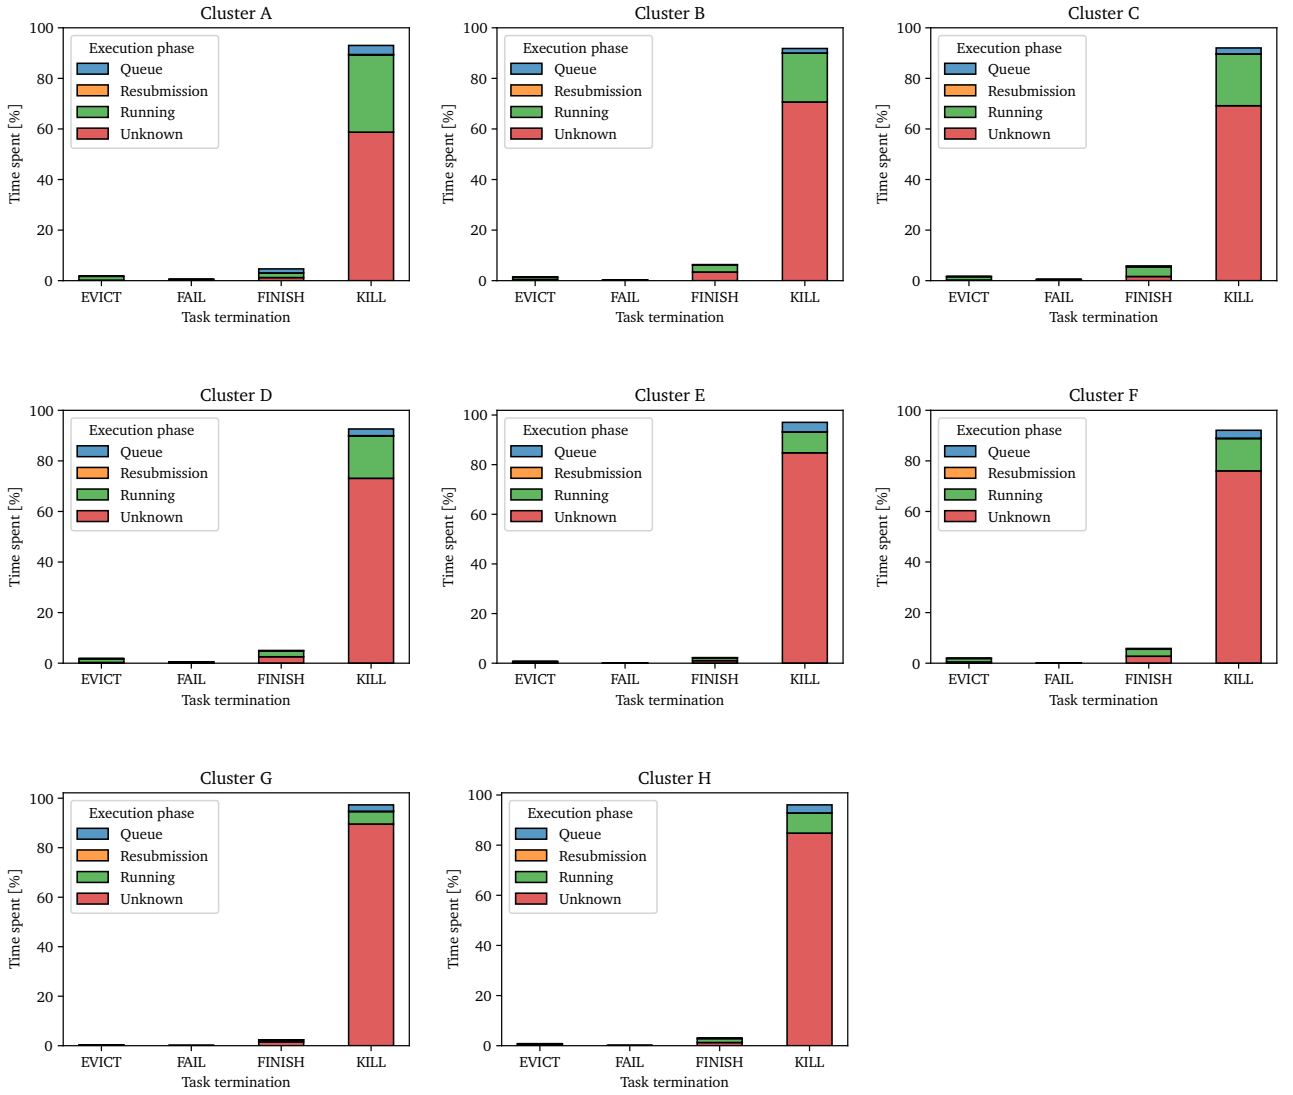 Cluster A
Time spent [%]
100
80
60
40
20
0
Execution phase
Queue
Resubmission
Running
Unknown
EVICT FAIL FINISH KILL
Task termination
Cluster B
Time spent [%]
100
80
60
40
20
0
Execution phase
Queue
Resubmission
Running
Unknown
EVICT FAIL FINISH KILL
Task termination
Cluster C
Time spent [%]
100
80
60
40
20
0
Execution phase
Queue
Resubmission
Running
Unknown
EVICT FAIL FINISH KILL
Task termination
Cluster D
Time spent [%]
100
80
60
40
20
0
Execution phase
Queue
Resubmission
Running
Unknown
EVICT FAIL FINISH KILL
Task termination
Cluster E
Time spent [%]
100
80
60
40
20
0
Execution phase
Queue
Resubmission
Running
Unknown
EVICT FAIL FINISH KILL
Task termination
Cluster F
Time spent [%]
100
80
60
40
20
0
Execution phase
Queue
Resubmission
Running
Unknown
EVICT FAIL FINISH KILL
Task termination
Cluster G
Time spent [%]
100
80
60
40
20
0
Execution phase
Queue
Resubmission
Running
Unknown
EVICT FAIL FINISH KILL
Task termination
Cluster H
Time spent [%]
100
80
60
40
20
0
Execution phase
Queue
Resubmission
Running
Unknown
EVICT FAIL FINISH KILL
Task termination